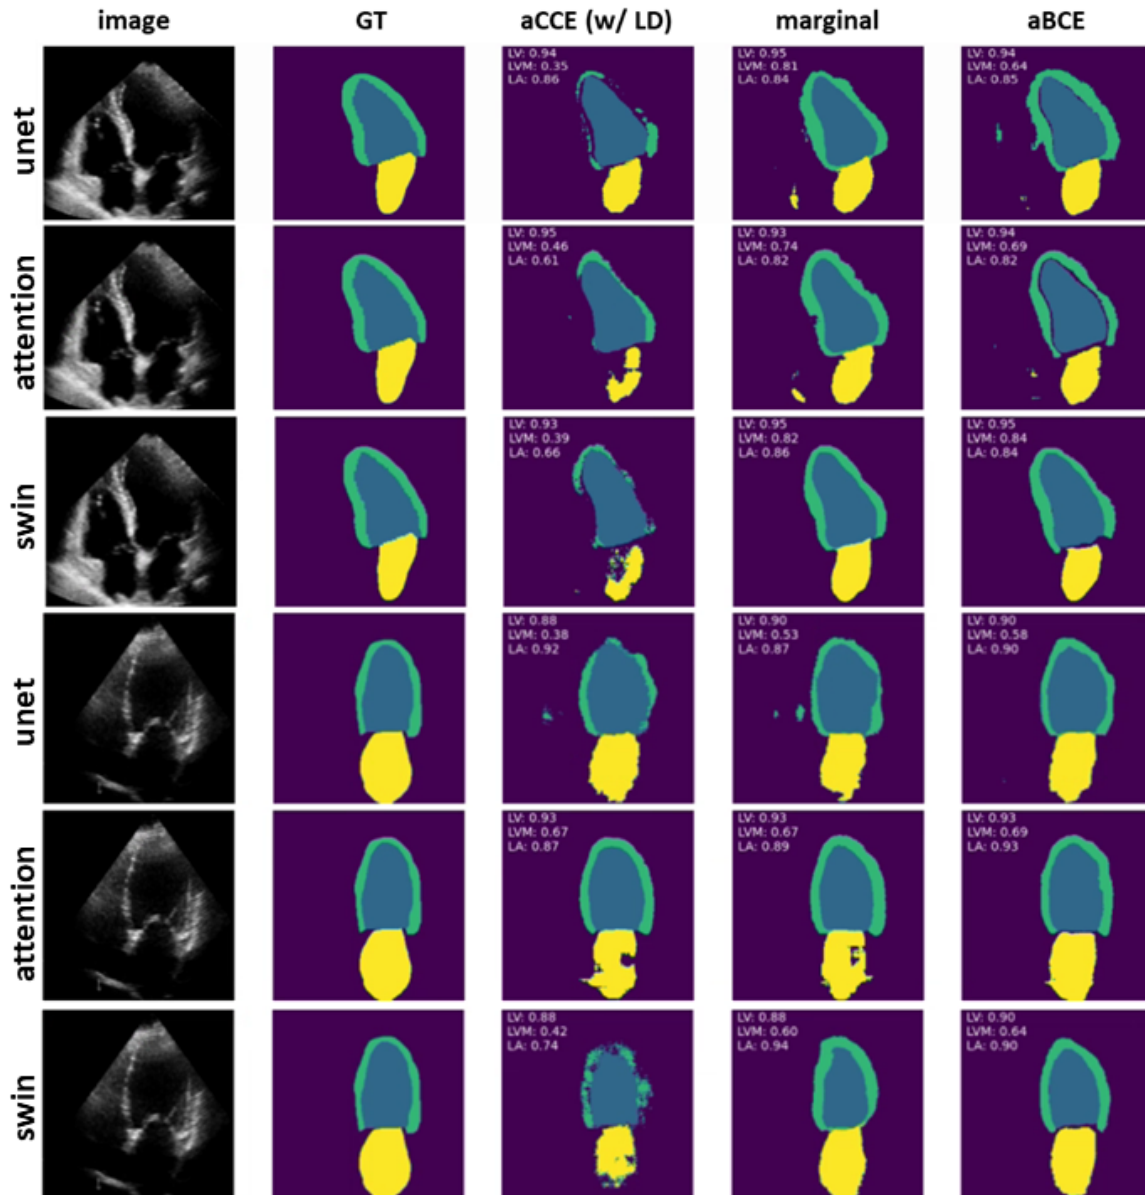 image GT aCCE (w/ LD) marginal aBCE
unet
LV: 0.94
LVM: 0.35
LA: 0.86
LV: 0.95
LVM: 0.81
LA: 0.84
LV: 0.94
LVM: 0.64
LA: 0.85
attention
LV: 0.95
LVM: 0.46
LA: 0.61
LV: 0.93
LVM: 0.74
LA: 0.82
LV: 0.94
LVM: 0.69
LA: 0.82
swin
LV: 0.93
LVM: 0.39
LA: 0.66
LV: 0.95
LVM: 0.82
LA: 0.86
LV: 0.95
LVM: 0.84
LA: 0.84
unet
LV: 0.88
LVM: 0.38
LA: 0.92
LV: 0.90
LVM: 0.53
LA: 0.87
LV: 0.90
LVM: 0.58
LA: 0.90
attention
LV: 0.93
LVM: 0.67
LA: 0.87
LV: 0.93
LVM: 0.67
LA: 0.89
LV: 0.93
LVM: 0.69
LA: 0.93
swin
LV: 0.88
LVM: 0.42
LA: 0.74
LV: 0.88
LVM: 0.60
LA: 0.94
LV: 0.90
LVM: 0.64
LA: 0.90